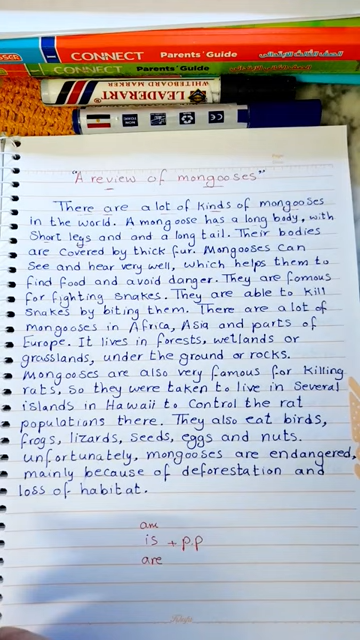 CONNECT Parents' Guide
CONNECT Parents' Guide
LEADERART
WHITEBOARD MARKER
"A review of mongooses"
There are a lot of kinds of mongooses
in the world. A mongoose has a long body, with
Short legs and and a long tail. Their bodies
are covered by thick fur. Mongooses can
see and hear very well, which helps them to
find food and avoid danger. They are famous
for fighting snakes. They are able to kill
snakes by biting them. There are a lot of
mongooses in Africa, Asia and parts of
Europe. It lives in forests, wetlands or
grasslands, under the ground or rocks.
Mongooses are also very famous for killing
rats, so they were taken to live in several
islands in Hawaii to control the rat
populations there. They also eat birds,
frogs, lizards, seeds, eggs and nuts.
unfortunately, mongooses are endangered,
mainly because of deforestation and
loss of habitat.
am
is + p.p
are